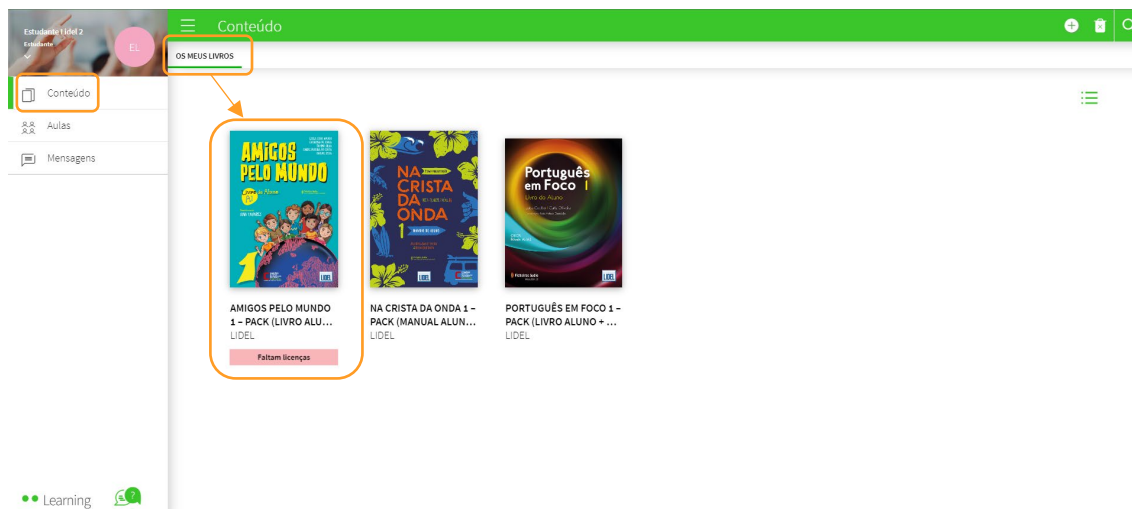 Estudante Lidel 2
Estudante
EL
Conteúdo
OS MEUS LIVROS
Conteúdo
Aulas
Mensagens
AMIGOS
PELO MUNDO
Livro do Aluno
1
LIDEL
NA
CRISTA
DA
ONDA
1
LIDEL
Português
em Foco 1
Livro do Aluno
LIDEL
AMIGOS PELO MUNDO
1 – PACK (LIVRO ALU...
LIDEL
Faltam licenças
NA CRISTA DA ONDA 1 –
PACK (MANUAL ALUN...
LIDEL
PORTUGUÊS EM FOCO 1 –
PACK (LIVRO ALUNO + ...
LIDEL
Learning
?